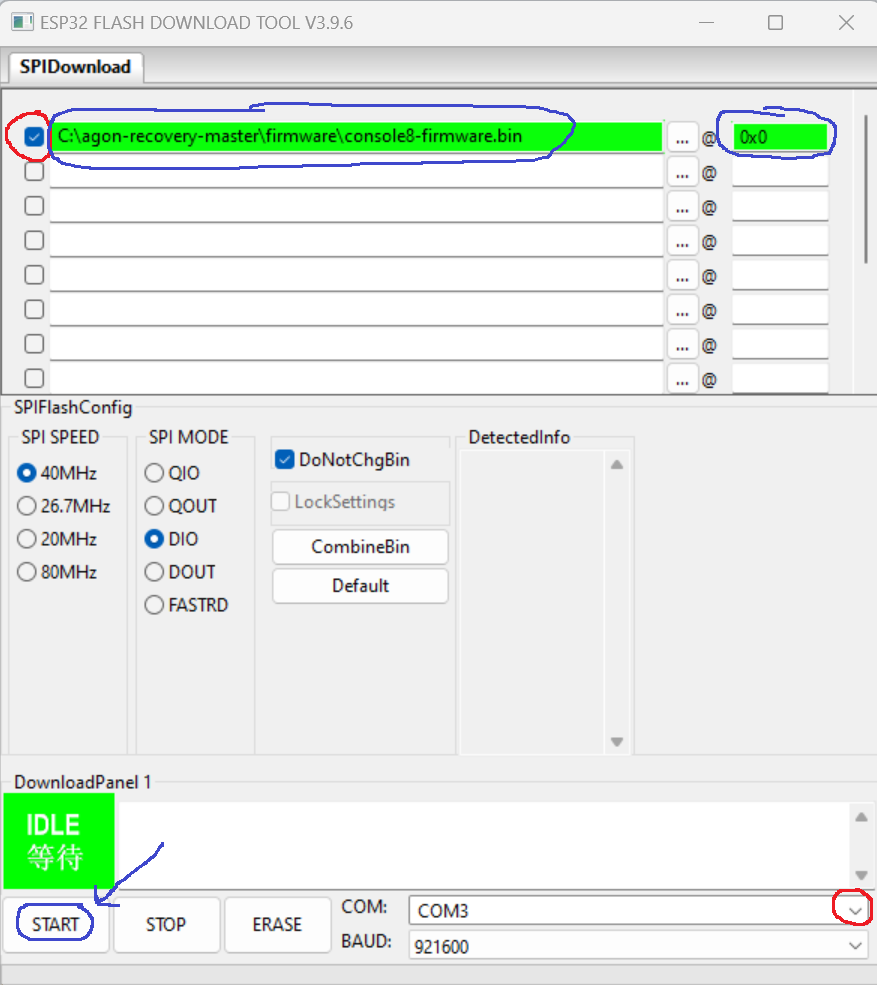 ESP32 FLASH DOWNLOAD TOOL V3.9.6
SPIDownload
C:\agon-recovery-master\firmware\console8-firmware.bin ... @ 0x0
... @
... @
... @
... @
... @
... @
... @
SPIFlashConfig
SPI SPEED
40MHz
26.7MHz
20MHz
80MHz
SPI MODE
QIO
QOUT
DIO
DOUT
FASTRD
DoNotChgBin
LockSettings
CombineBin
Default
DetectedInfo
DownloadPanel 1
IDLE
等待
START STOP ERASE
COM: COM3
BAUD: 921600